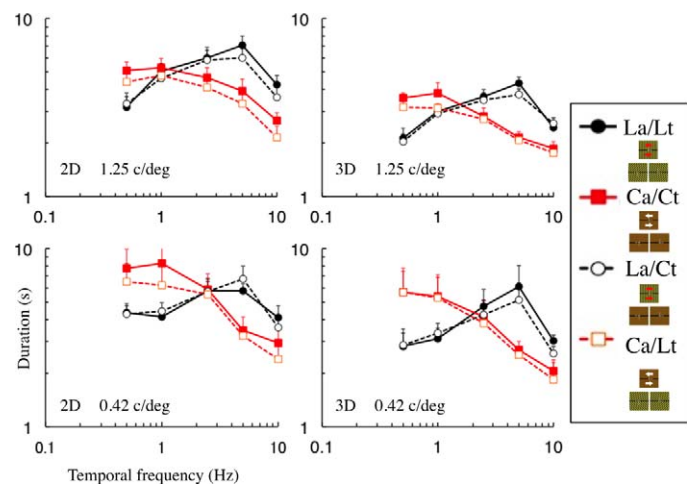 10
10
2D 1.25 c/deg
3D 1.25 c/deg
1
1
0.1
1
10
0.1
1
10
10
10
Duration (s)
2D 0.42 c/deg
3D 0.42 c/deg
1
1
0.1
1
10
0.1
1
10
Temporal frequency (Hz)
La/Lt
Ca/Ct
La/Ct
Ca/Lt